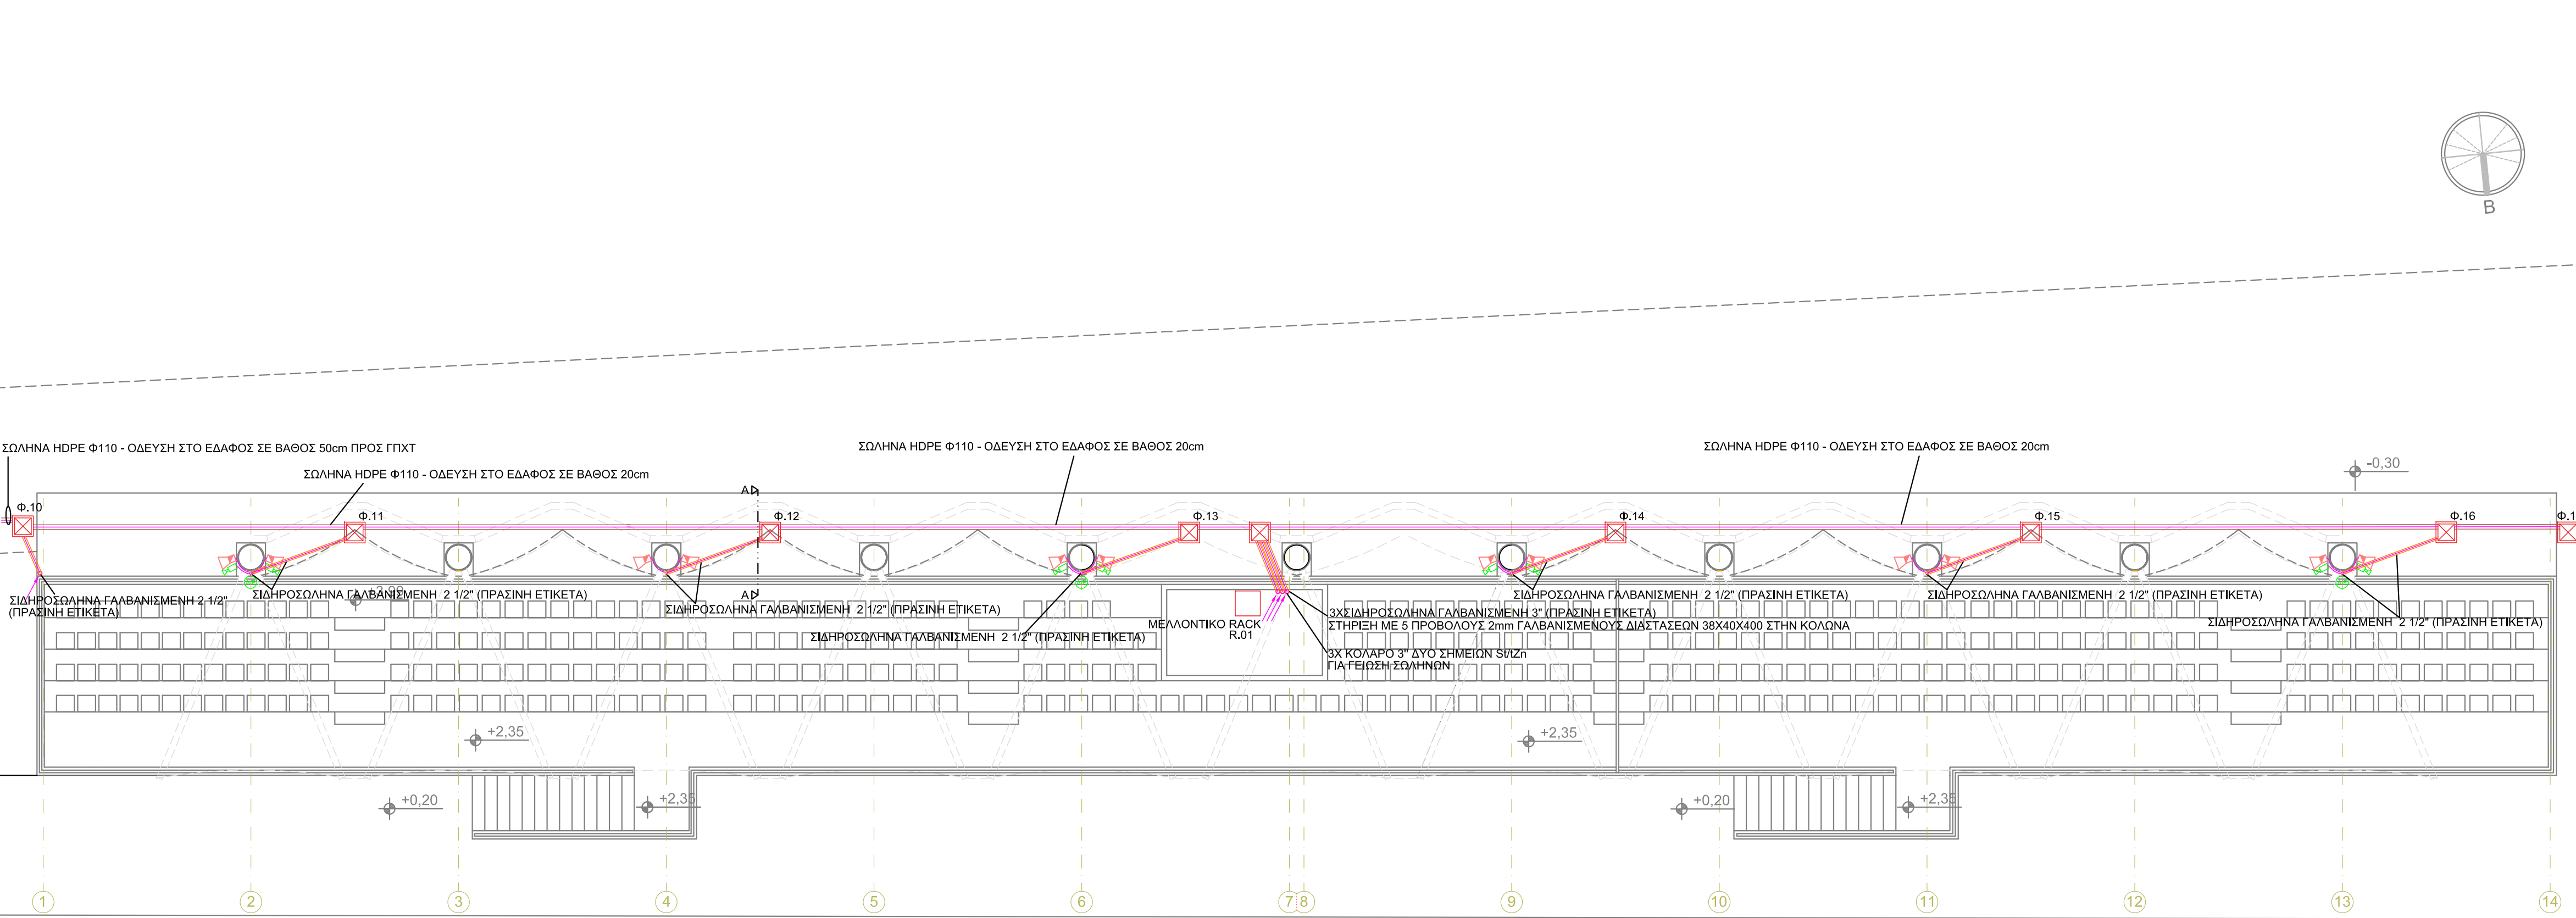 Β
ΣΩΛΗΝΑ HDPE Φ110 - ΟΔΕΥΣΗ ΣΤΟ ΕΔΑΦΟΣ ΣΕ ΒΑΘΟΣ 50cm ΠΡΟΣ ΓΠΧΤ
ΣΩΛΗΝΑ HDPE Φ110 - ΟΔΕΥΣΗ ΣΤΟ ΕΔΑΦΟΣ ΣΕ ΒΑΘΟΣ 20cm
ΣΩΛΗΝΑ HDPE Φ110 - ΟΔΕΥΣΗ ΣΤΟ ΕΔΑΦΟΣ ΣΕ ΒΑΘΟΣ 20cm
ΣΩΛΗΝΑ HDPE Φ110 - ΟΔΕΥΣΗ ΣΤΟ ΕΔΑΦΟΣ ΣΕ ΒΑΘΟΣ 20cm
-0,30
A
Φ.10
Φ.11
Φ.12
Φ.13
Φ.14
Φ.15
Φ.16
A
ΣΙΔΗΡΟΣΩΛΗΝΑ ΓΑΛΒΑΝΙΣΜΕΝΗ 2 1/2"
(ΠΡΑΣΙΝΗ ΕΤΙΚΕΤΑ)
ΣΙΔΗΡΟΣΩΛΗΝΑ ΓΑΛΒΑΝΙΣΜΕΝΗ 2 1/2" (ΠΡΑΣΙΝΗ ΕΤΙΚΕΤΑ)
ΣΙΔΗΡΟΣΩΛΗΝΑ ΓΑΛΒΑΝΙΣΜΕΝΗ 2 1/2" (ΠΡΑΣΙΝΗ ΕΤΙΚΕΤΑ)
ΣΙΔΗΡΟΣΩΛΗΝΑ ΓΑΛΒΑΝΙΣΜΕΝΗ 2 1/2" (ΠΡΑΣΙΝΗ ΕΤΙΚΕΤΑ)
ΜΕΛΛΟΝΤΙΚΟ RACK
R.01
3ΧΣΙΔΗΡΟΣΩΛΗΝΑ ΓΑΛΒΑΝΙΣΜΕΝΗ 3" (ΠΡΑΣΙΝΗ ΕΤΙΚΕΤΑ)
ΣΤΗΡΙΞΗ ΜΕ 5 ΠΡΟΒΟΛΟΥΣ 2mm ΓΑΛΒΑΝΙΣΜΕΝΟΥΣ ΔΙΑΣΤΑΣΕΩΝ 38Χ40Χ400 ΣΤΗΝ ΚΟΛΩΝΑ
3Χ ΚΟΛΑΡΟ 3" ΔΥΟ ΣΗΜΕΙΩΝ St/tZn
ΓΙΑ ΓΕΙΩΣΗ ΣΩΛΗΝΩΝ
ΣΙΔΗΡΟΣΩΛΗΝΑ ΓΑΛΒΑΝΙΣΜΕΝΗ 2 1/2" (ΠΡΑΣΙΝΗ ΕΤΙΚΕΤΑ)
ΣΙΔΗΡΟΣΩΛΗΝΑ ΓΑΛΒΑΝΙΣΜΕΝΗ 2 1/2" (ΠΡΑΣΙΝΗ ΕΤΙΚΕΤΑ)
ΣΙΔΗΡΟΣΩΛΗΝΑ ΓΑΛΒΑΝΙΣΜΕΝΗ 2 1/2" (ΠΡΑΣΙΝΗ ΕΤΙΚΕΤΑ)
+2,35
+2,35
+0,20
+2,35
+0,20
+2,35
1
2
3
4
5
6
7
8
9
10
11
12
13
14